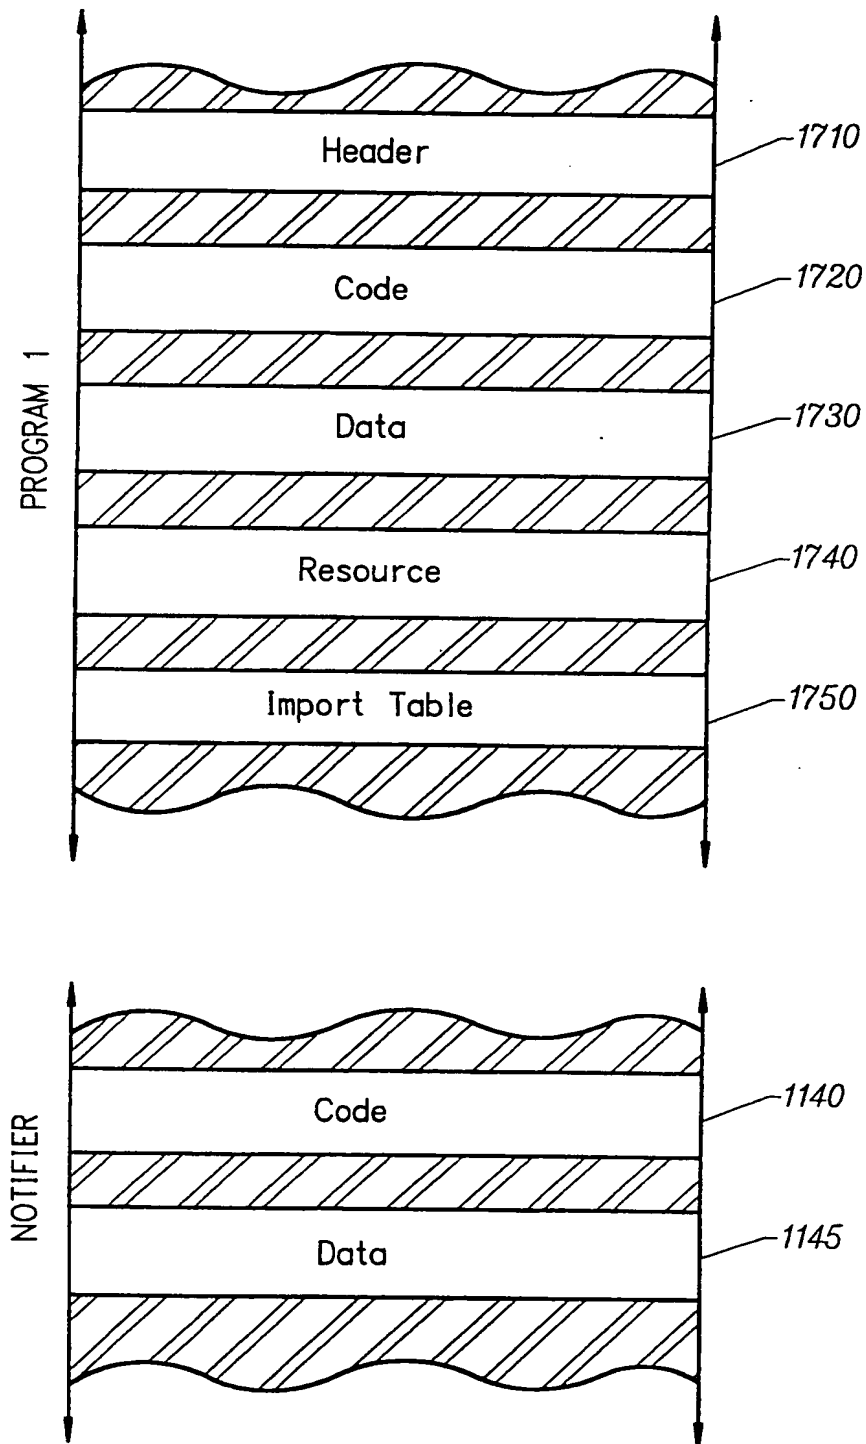 PROGRAM 1
Header
1710
Code
1720
Data
1730
Resource
1740
Import Table
1750
NOTIFIER
Code
1140
Data
1145